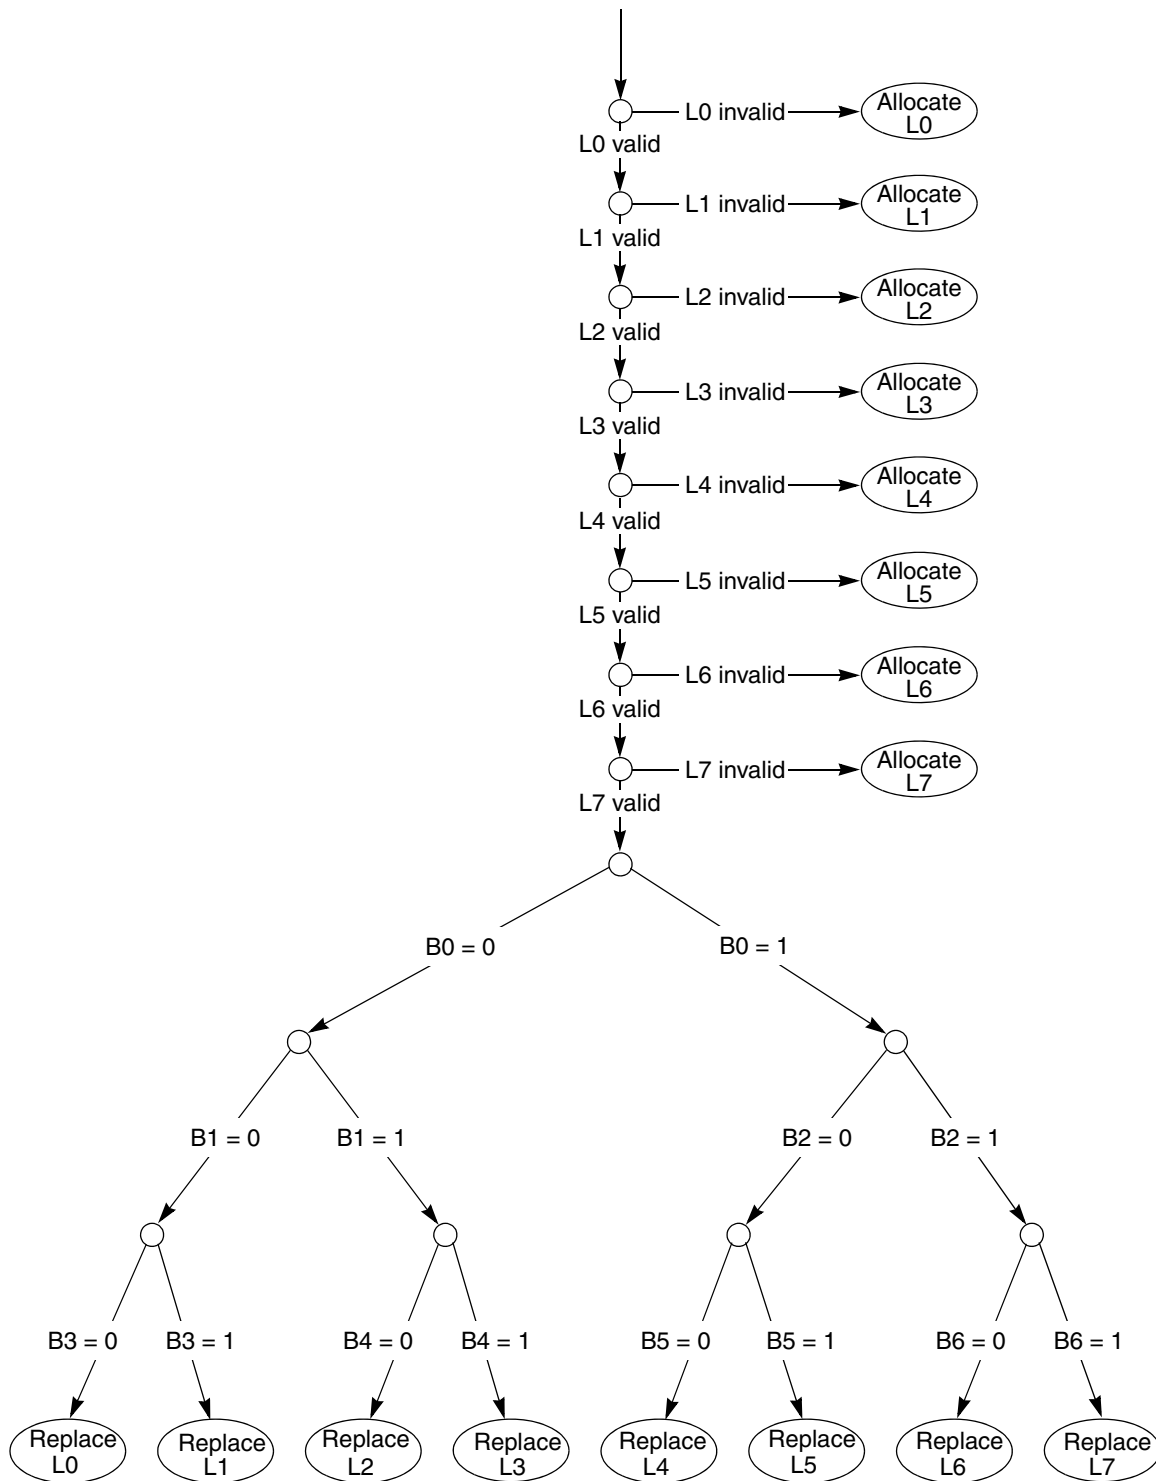 L0 invalid
Allocate
L0
L0 valid
L1 invalid
Allocate
L1
L1 valid
L2 invalid
Allocate
L2
L2 valid
L3 invalid
Allocate
L3
L3 valid
L4 invalid
Allocate
L4
L4 valid
L5 invalid
Allocate
L5
L5 valid
L6 invalid
Allocate
L6
L6 valid
L7 invalid
Allocate
L7
L7 valid
B0 = 0
B0 = 1
B1 = 0
B1 = 1
B2 = 0
B2 = 1
B3 = 0
B3 = 1
B4 = 0
B4 = 1
B5 = 0
B5 = 1
B6 = 0
B6 = 1
Replace
L0
Replace
L1
Replace
L2
Replace
L3
Replace
L4
Replace
L5
Replace
L6
Replace
L7